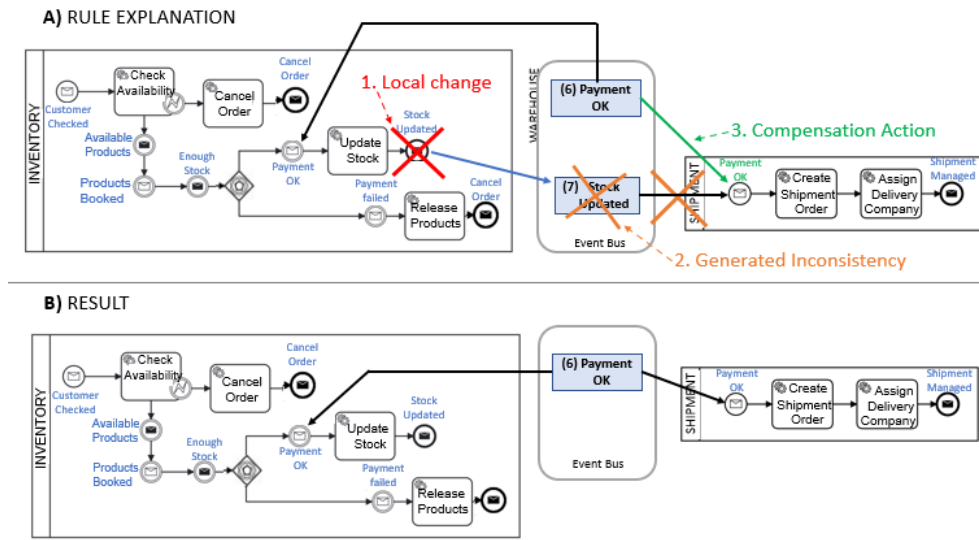 A) RULE EXPLANATION
INVENTORY
Customer
Checked
Check
Availability
Cancel
Order
Cancel
Order
Available
Products
Products
Booked
Enough
Stock
Payment
OK
Update
Stock
Stock
Updated
1. Local change
Payment
failed
Release
Products
Cancel
Order
WAREHOUSE
(6) Payment
OK
(7) Stock
Updated
Event Bus
3. Compensation Action
2. Generated Inconsistency
SHIPMENT
Payment
OK
Create
Shipment
Order
Assign
Delivery
Company
Shipment
Managed
B) RESULT
INVENTORY
Customer
Checked
Check
Availability
Cancel
Order
Cancel
Order
Available
Products
Products
Booked
Enough
Stock
Payment
OK
Update
Stock
Stock
Updated
Payment
failed
Release
Products
(6) Payment
OK
Event Bus
SHIPMENT
Payment
OK
Create
Shipment
Order
Assign
Delivery
Company
Shipment
Managed